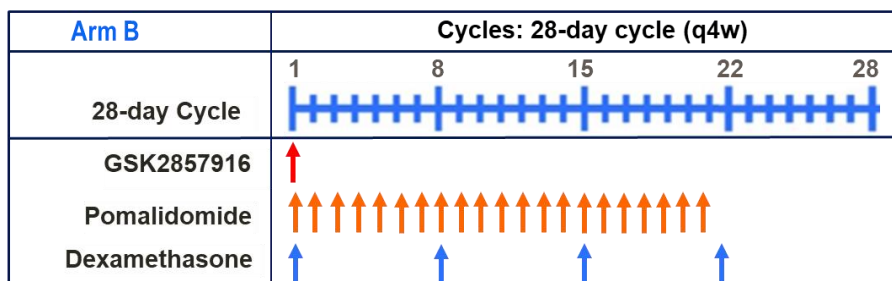 Arm B
Cycles: 28-day cycle (q4w)
1 8 15 22 28
28-day Cycle
GSK2857916
Pomalidomide
Dexamethasone